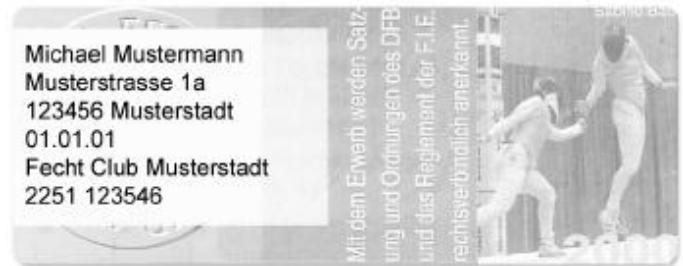 Michael Mustermann
Musterstrasse 1a
123456 Musterstadt
01.01.01
Fecht Club Musterstadt
2251 123546
Mit dem Erwerb werden Satz-
ung und Ordnungen des DFB
und das Reglement der F.I.E.
rechtsverbindlich anerkannt.